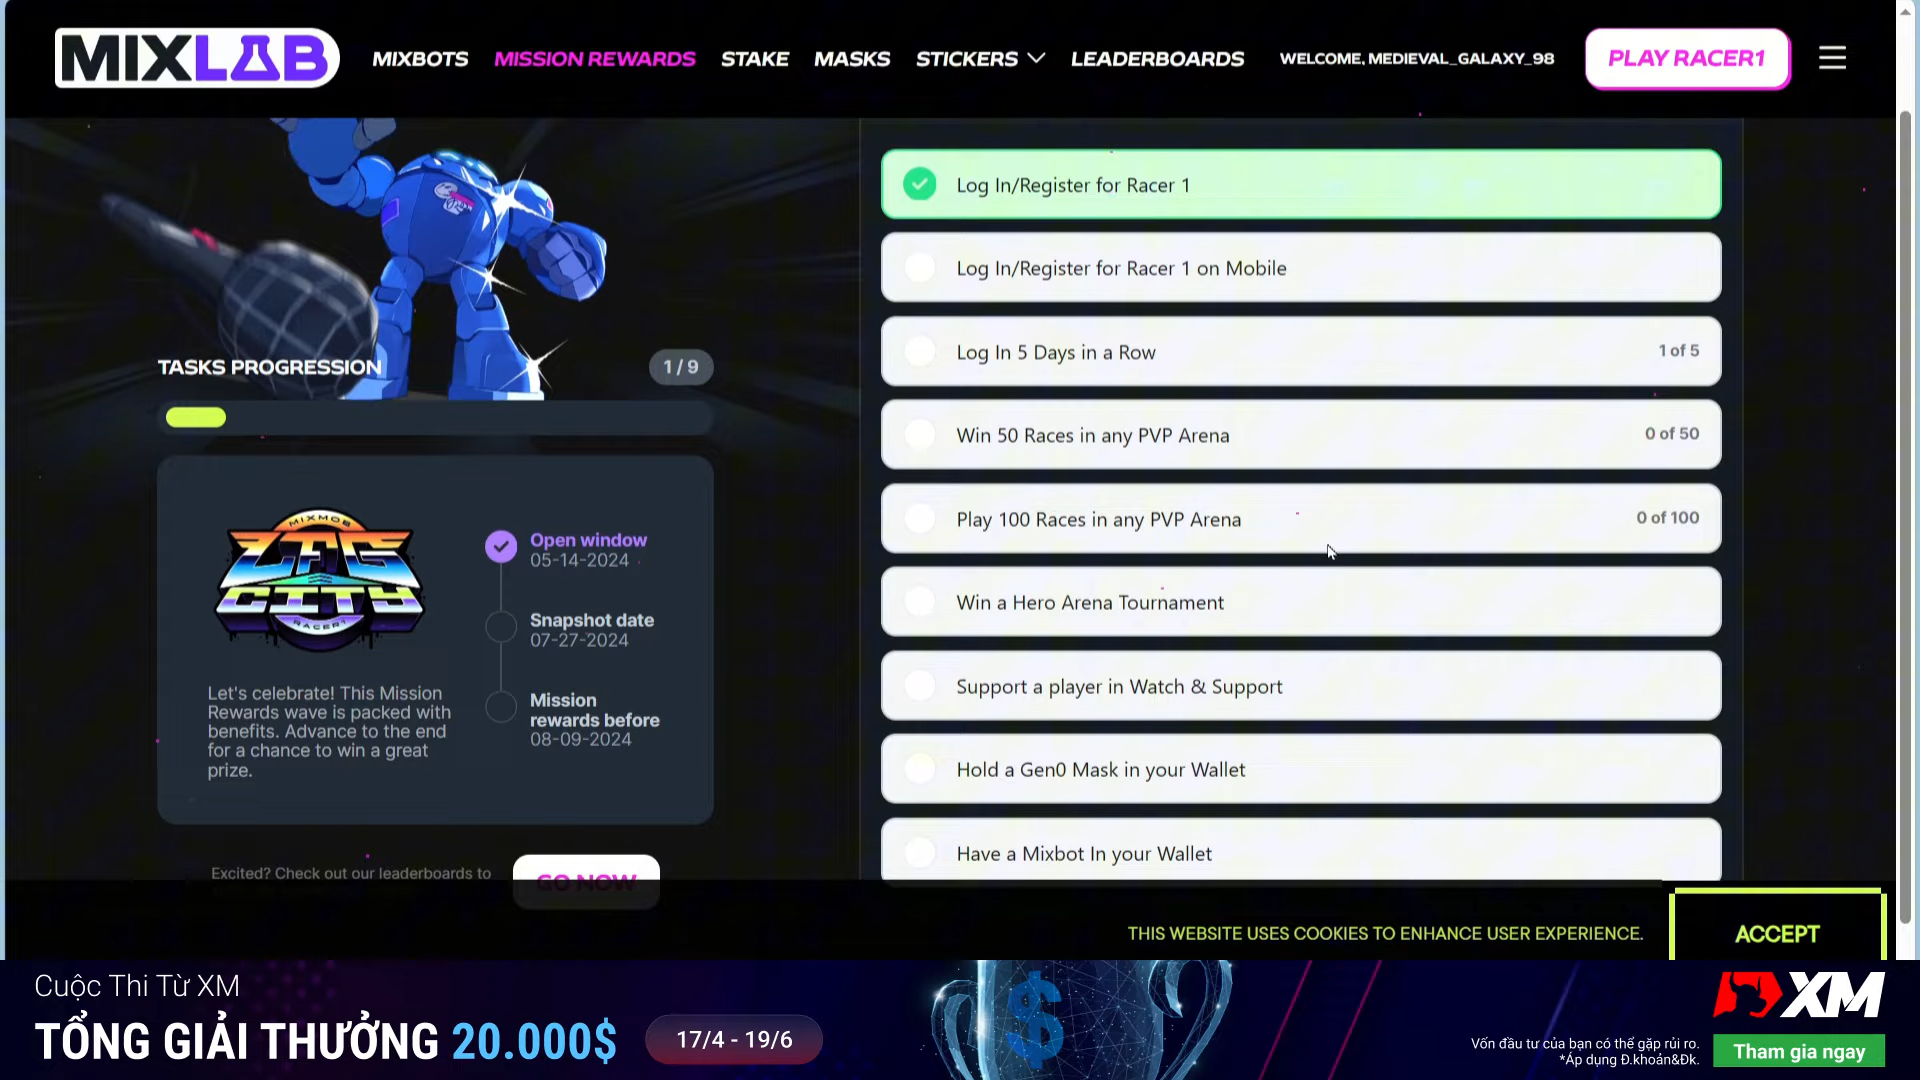 MIXLAB
MIXBOTS
MISSION REWARDS
STAKE
MASKS
STICKERS
LEADERBOARDS
WELCOME, MEDIEVAL_GALAXY_98
PLAY RACER1
TASKS PROGRESSION
1 / 9
MIXMOB
LFG
CITY
RACER1
Let's celebrate! This Mission
Rewards wave is packed with
benefits. Advance to the end
for a chance to win a great
prize.
Open window
05-14-2024
Snapshot date
07-27-2024
Mission
rewards before
08-09-2024
Excited? Check out our leaderboards to
GO NOW
Log In/Register for Racer 1
Log In/Register for Racer 1 on Mobile
Log In 5 Days in a Row
1 of 5
Win 50 Races in any PVP Arena
0 of 50
Play 100 Races in any PVP Arena
0 of 100
Win a Hero Arena Tournament
Support a player in Watch & Support
Hold a Gen0 Mask in your Wallet
Have a Mixbot In your Wallet
THIS WEBSITE USES COOKIES TO ENHANCE USER EXPERIENCE.
ACCEPT
Cuộc Thi Từ XM
TỔNG GIẢI THƯỞNG 20.000$
17/4 - 19/6
$
XM
Vốn đầu tư của bạn có thể gặp rủi ro.
*Áp dụng Đ.khoản&Đk.
Tham gia ngay